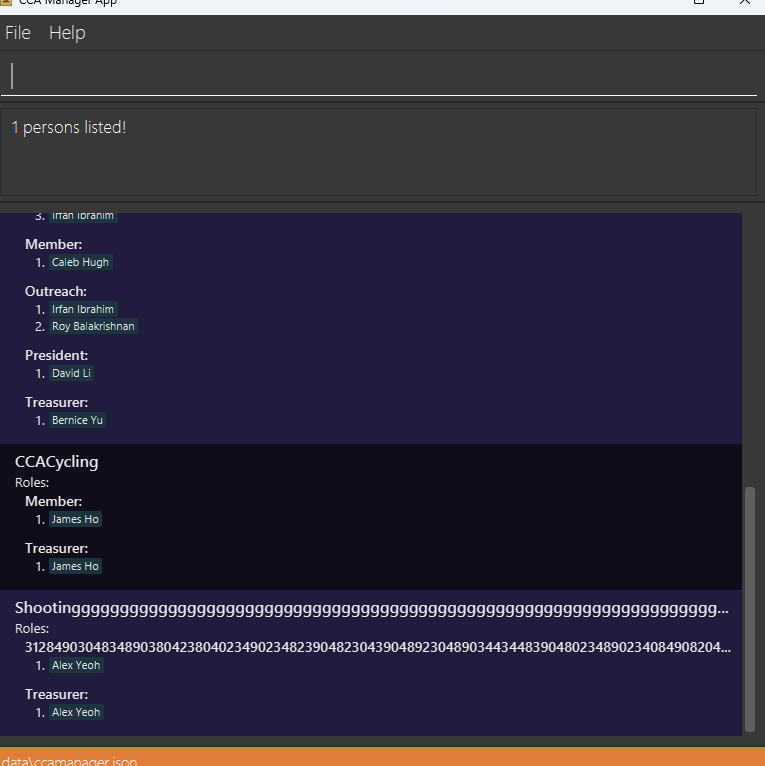 CCA Manager App
File Help
1 persons listed!
3. Irfan Ibrahim
Member:
1. Caleb Hugh
Outreach:
1. Irfan Ibrahim
2. Roy Balakrishnan
President:
1. David Li
Treasurer:
1. Bernice Yu
CCACycling
Roles:
Member:
1. James Ho
Treasurer:
1. James Ho
Roles:
1. Alex Yeoh
Treasurer:
1. Alex Yeoh
data\ccamanager.json